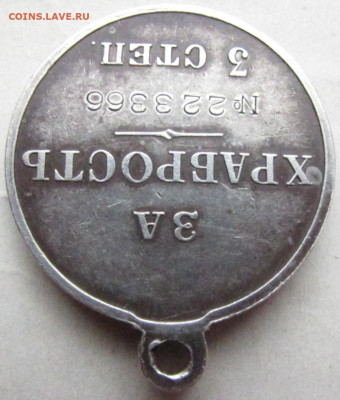 COINS.LAVE.RU
ЗА
ХРАБРОСТЬ
№ 223366
3 СТЕП